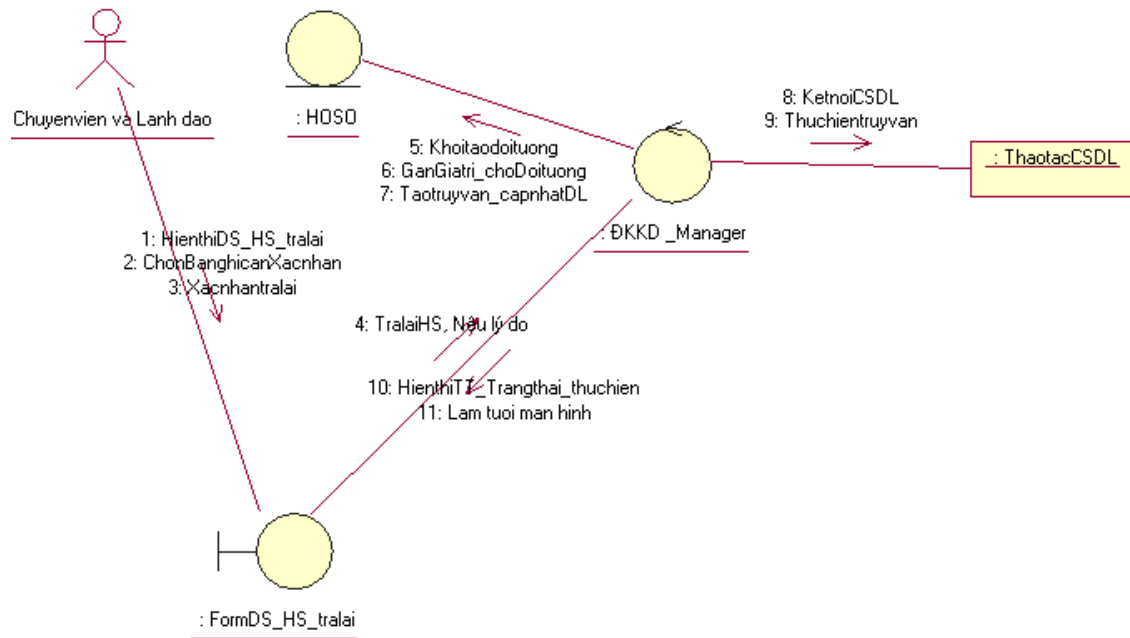 Chuyenvien và Lanh dao
: HOSO
8: KetnoiCSDL
9: Thuchientruyvan
: ThaotacCSDL
5: Khoitaodoituong
6: GanGiatri_choDoituong
7: Taotruyvan_capnhatDL
: ĐKKD _Manager
1: HienthiDS_HS_tralai
2: ChonBanghicanXacnhan
3: Xacnhantralai
4: TralaiHS, Nêu lý do
10: HienthiTT_Trangthai_thuchien
11: Lam tuoi man hinh
: FormDS_HS_tralai